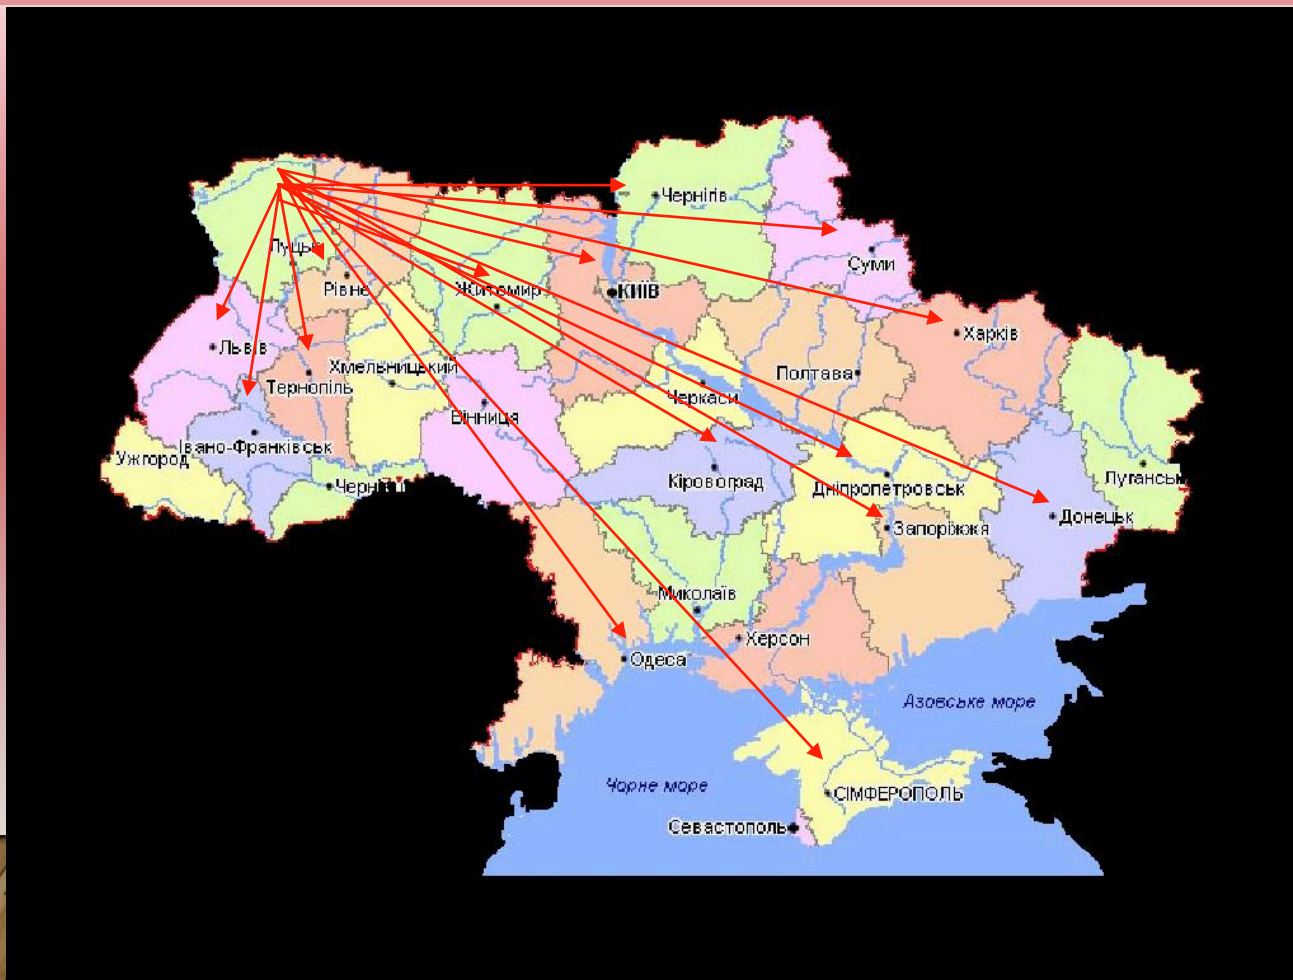 Чернігів
Луцьк
Суми
Рівне
Житомир
КИЇВ
Харків
Львів
Хмельницький
Тернопіль
Полтава
Черкаси
Вінниця
Івано-Франківськ
Ужгород
Кіровоград
Луганськ
Дніпропетровськ
Донецьк
Запоріжжя
Миколаїв
Херсон
Одеса
Азовське море
Чорне море
СІМФЕРОПОЛЬ
Севастополь